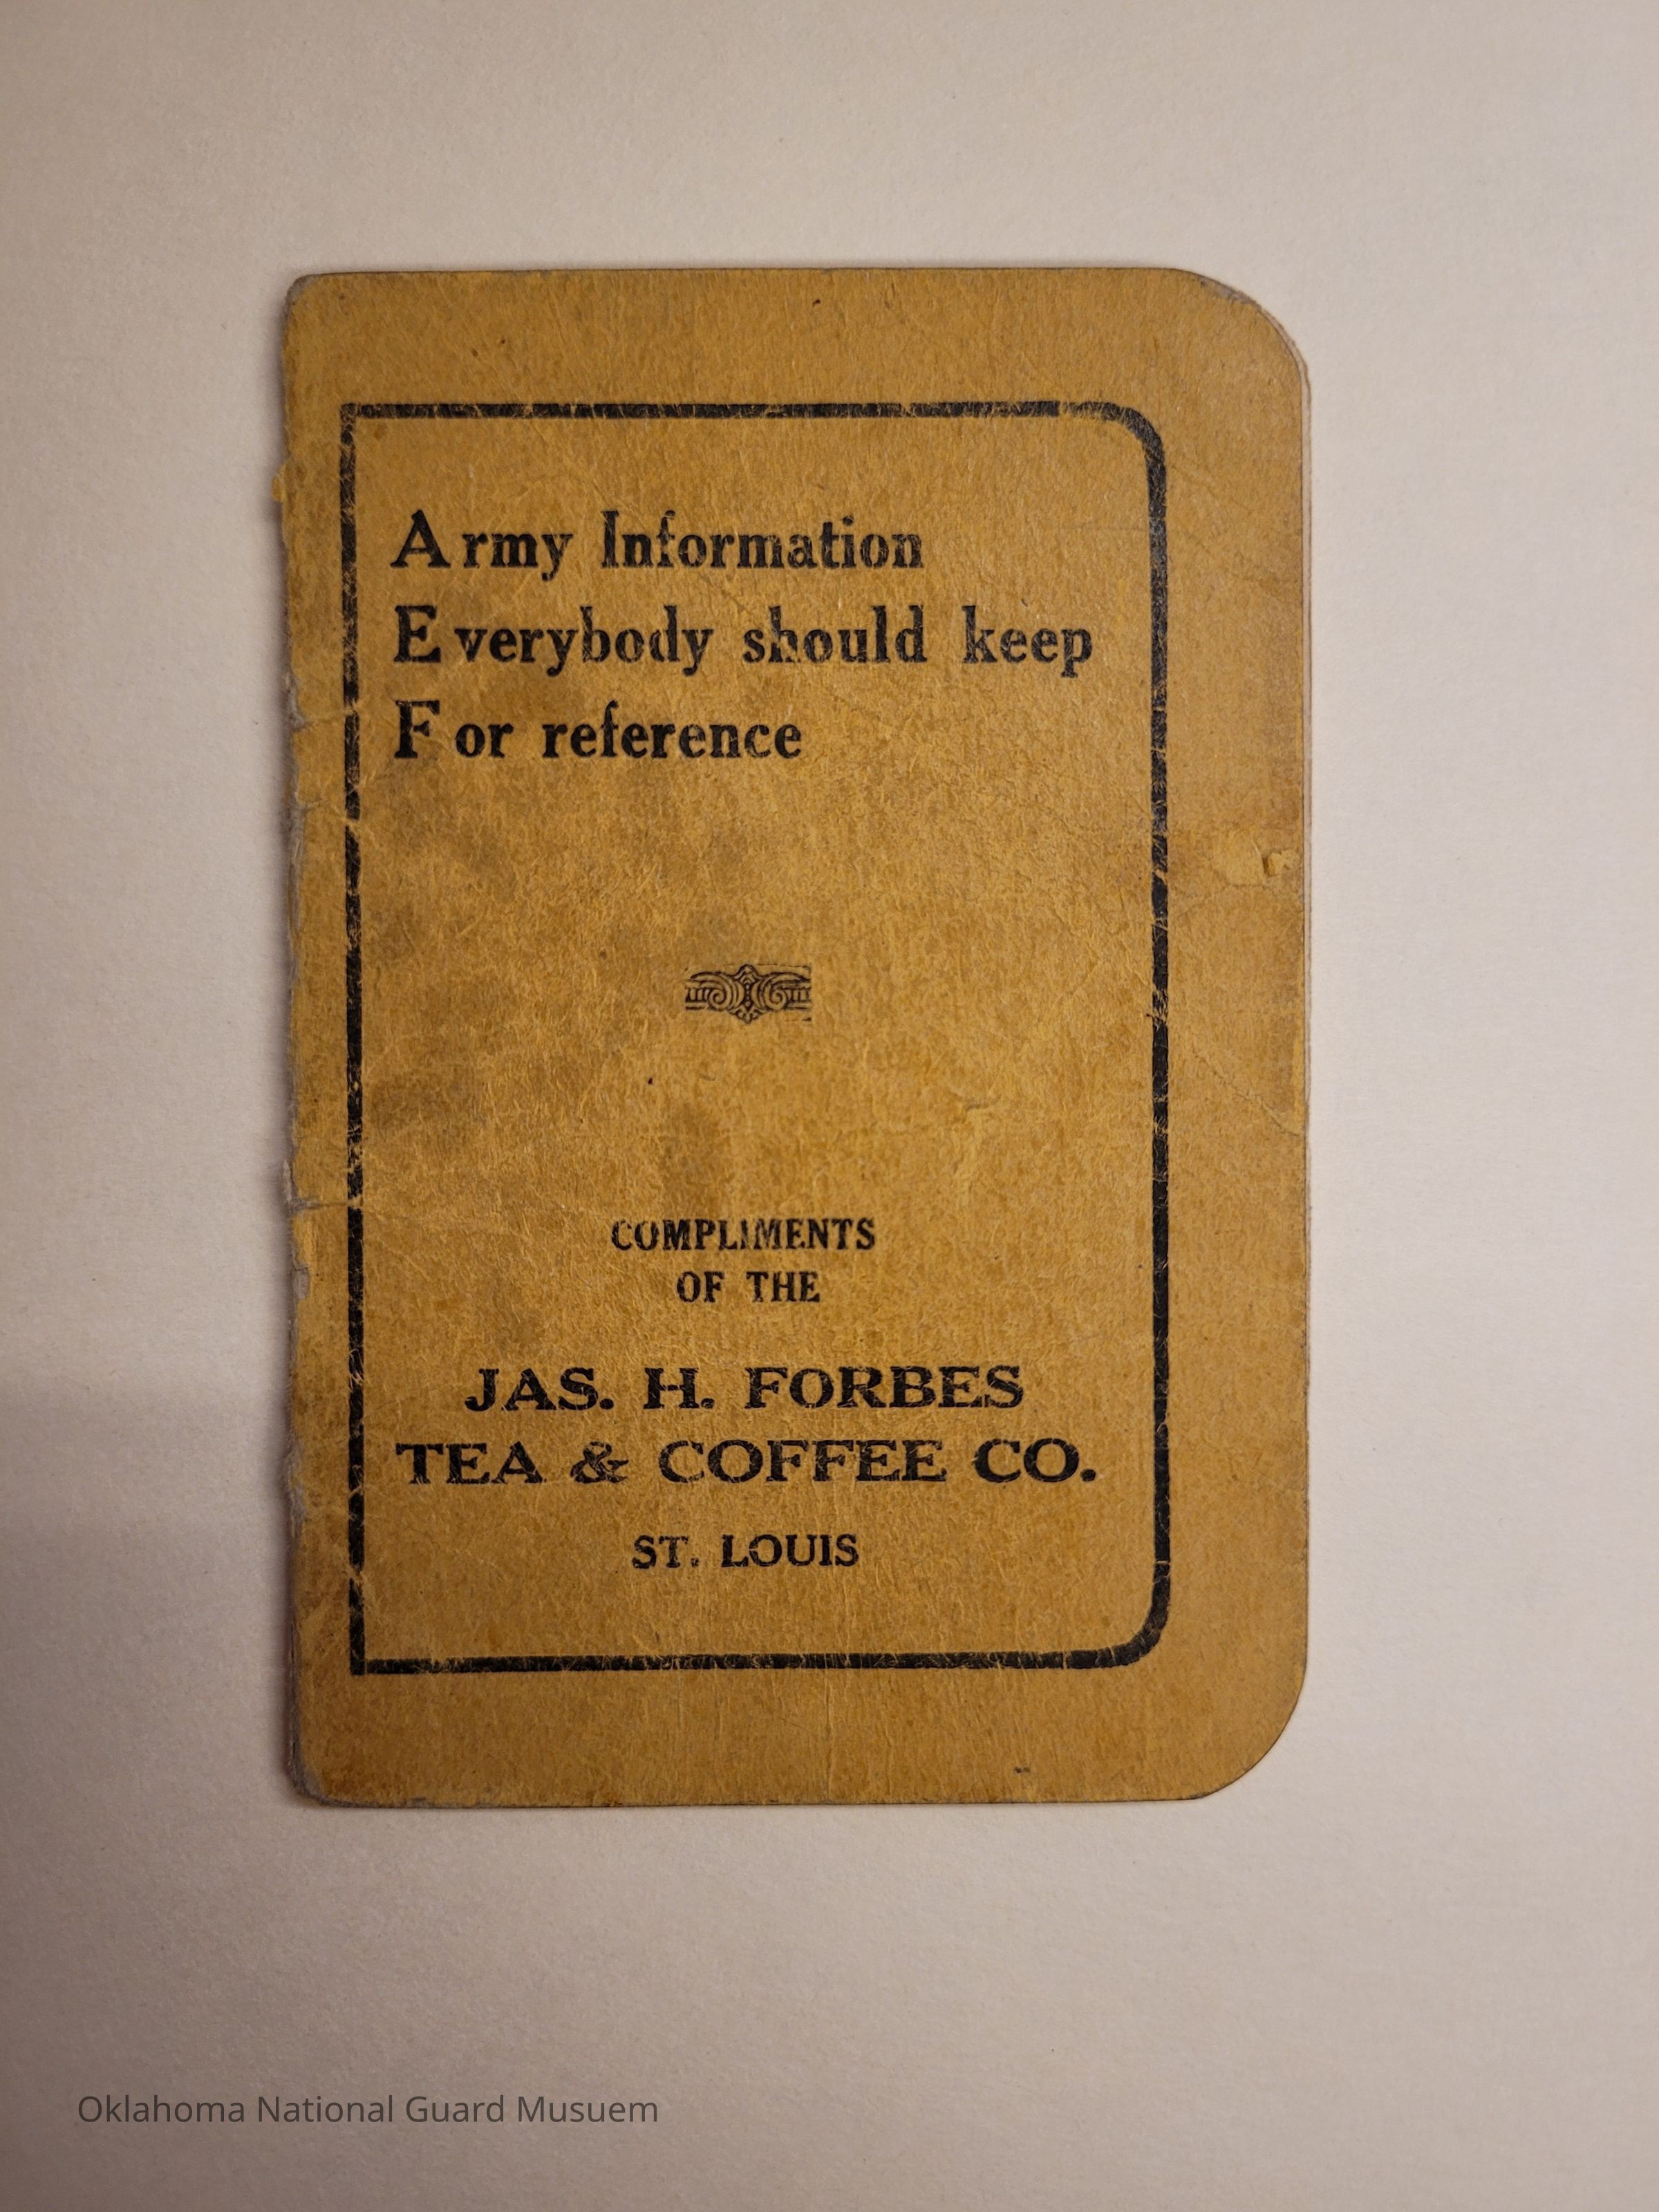 Army Information
Everybody should keep
For reference
COMPLIMENTS
OF THE
JAS. H. FORBES
TEA & COFFEE CO.
ST. LOUIS
Oklahoma National Guard Musuem